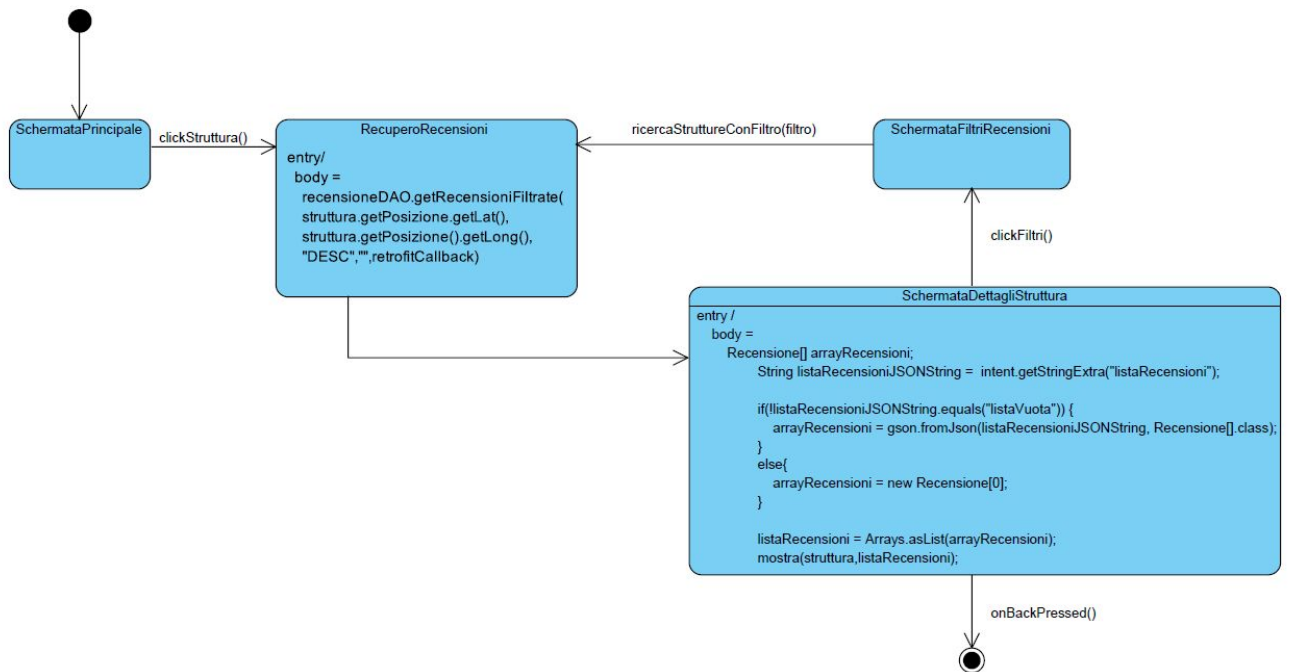 SchermataPrincipale
clickStruttura()
RecuperoRecensioni
entry/
body =
recensioneDAO.getRecensioniFiltrate(
struttura.getPosizione.getLat(),
struttura.getPosizione().getLong(),
"DESC","",retrofitCallback)
ricercaStruttureConFiltro(filtro)
SchermataFiltriRecensioni
clickFiltri()
SchermataDettagliStruttura
entry /
body =
Recensione[] arrayRecensioni;
String listaRecensioniJSONString = intent.getStringExtra("listaRecensioni");
if(!listaRecensioniJSONString.equals("listaVuota")) {
arrayRecensioni = gson.fromJson(listaRecensioniJSONString, Recensione[].class);
}
else{
arrayRecensioni = new Recensione[0];
}
listaRecensioni = Arrays.asList(arrayRecensioni);
mostra(struttura,listaRecensioni);
onBackPressed()